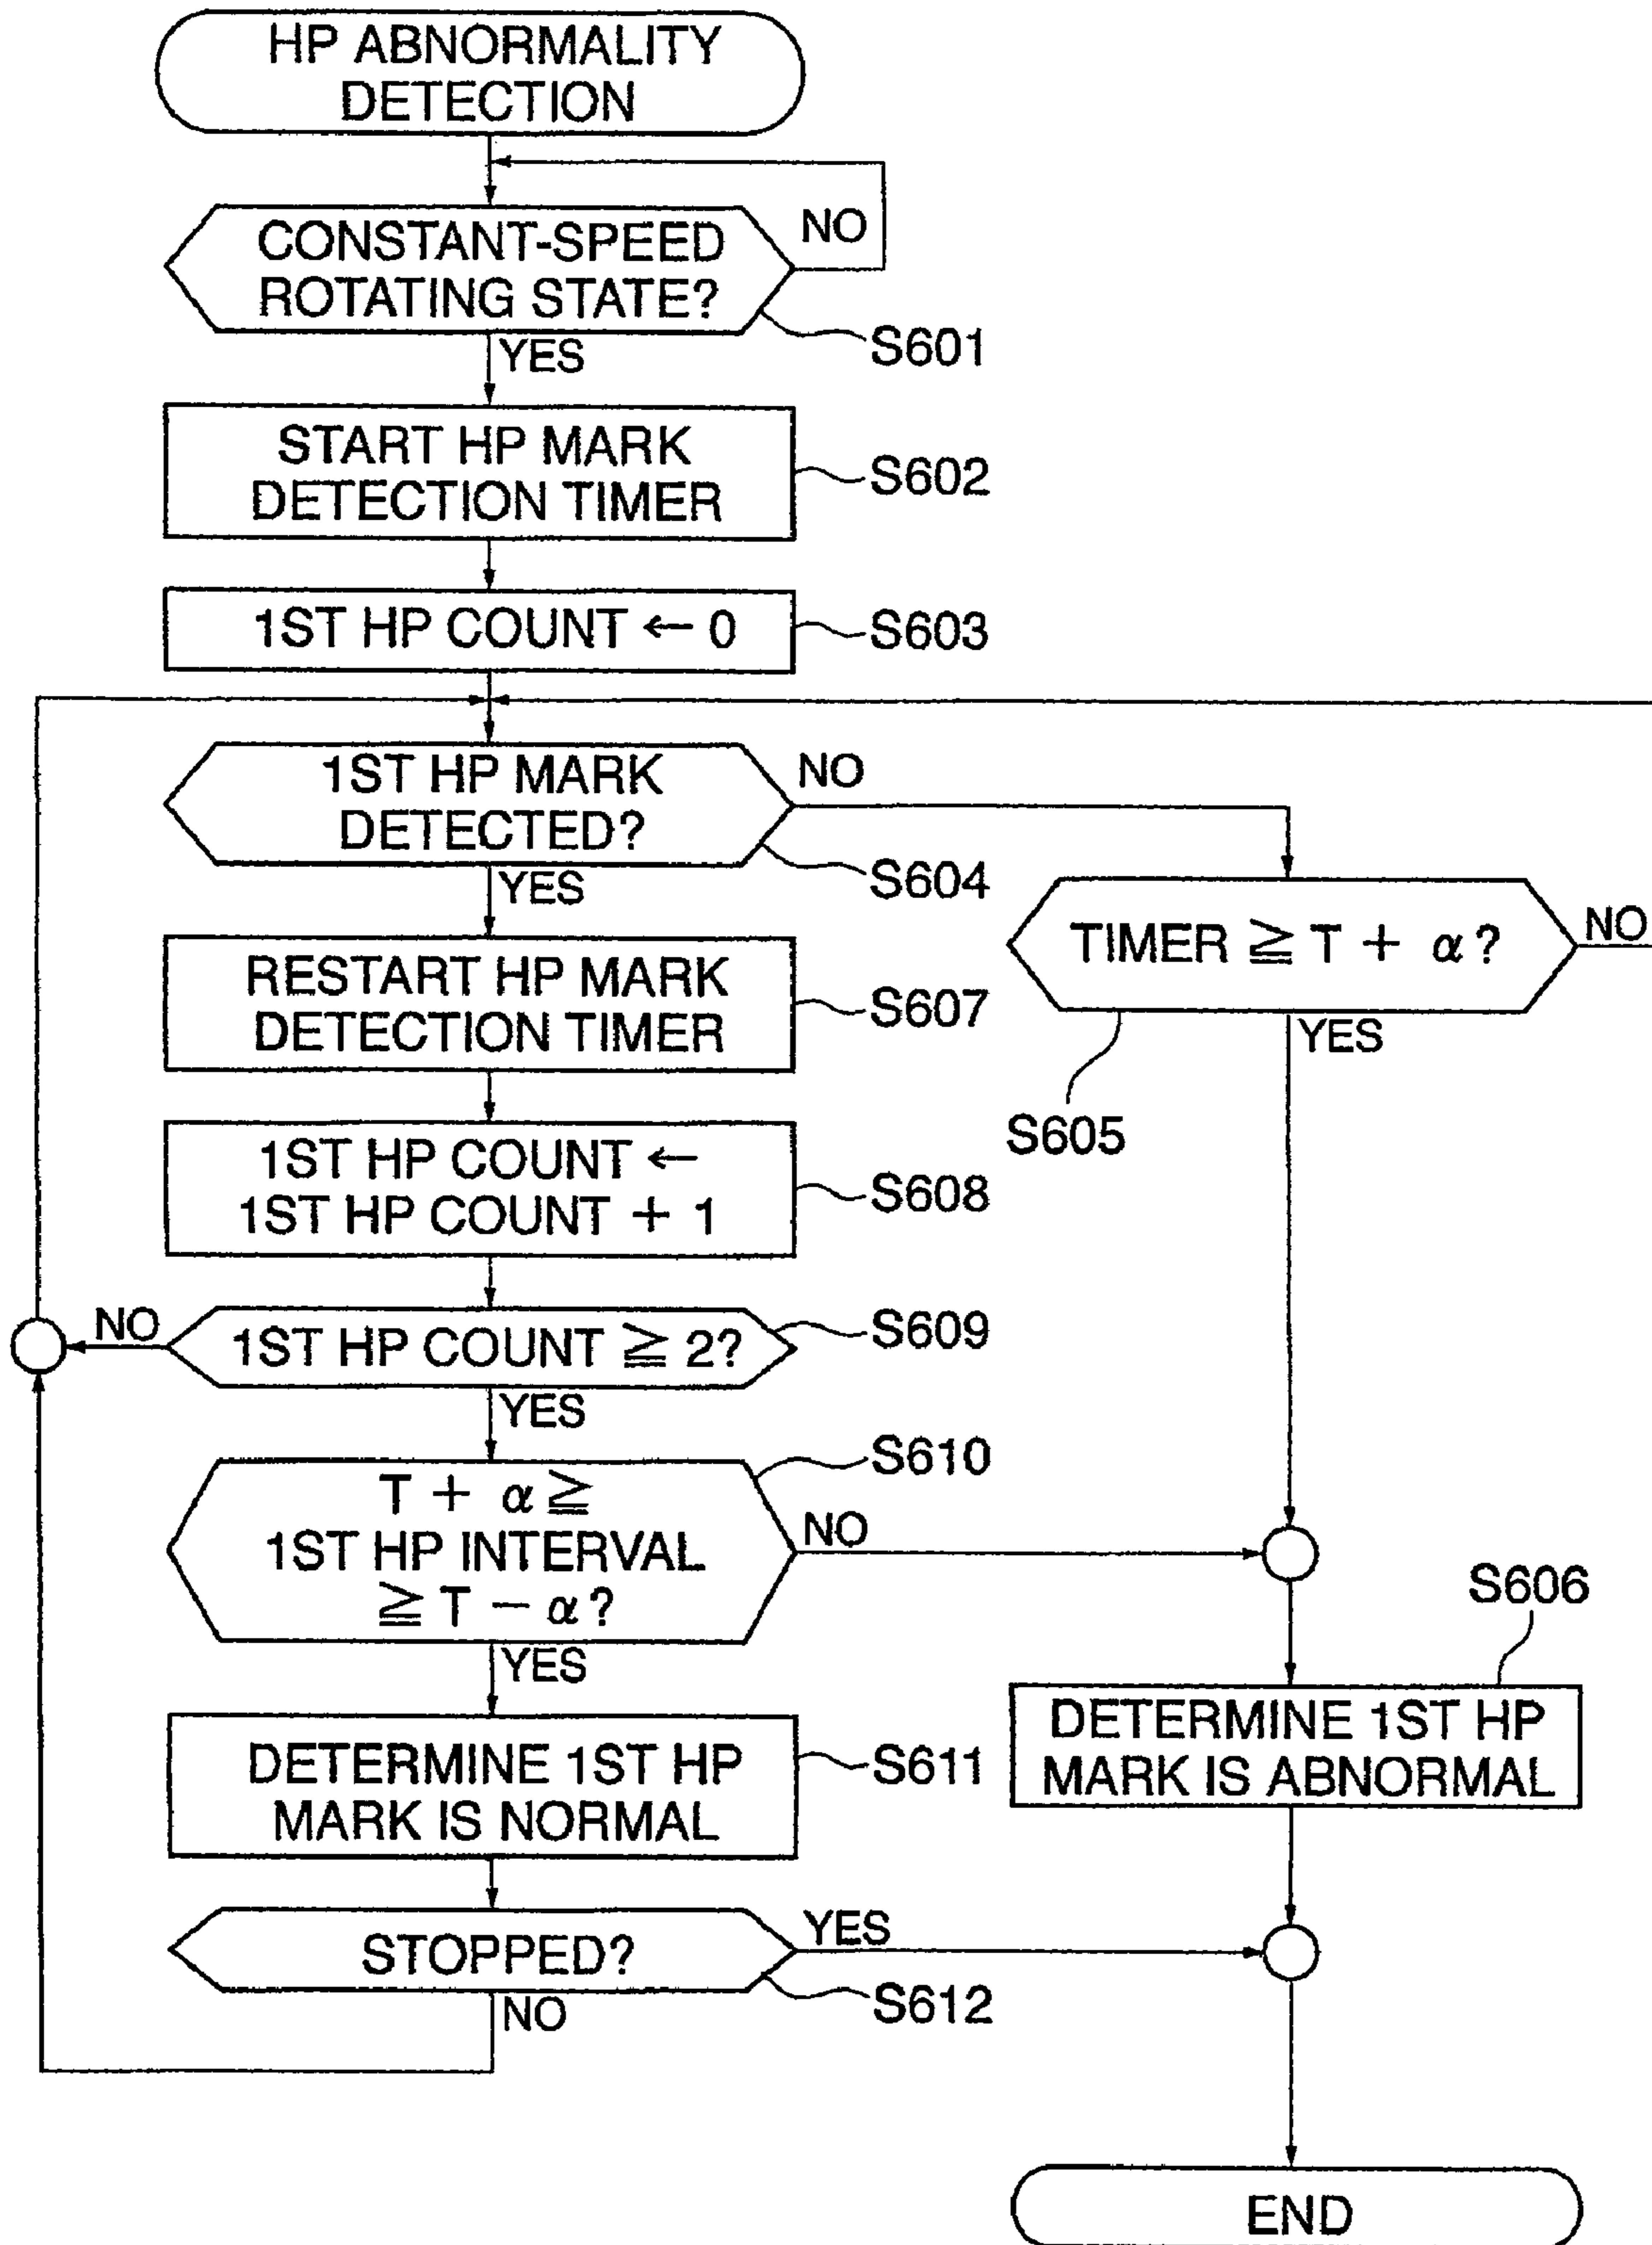 HP ABNORMALITY
DETECTION
CONSTANT-SPEED
ROTATING STATE?
NO
S601
YES
START HP MARK
DETECTION TIMER
S602
1ST HP COUNT ← 0
S603
1ST HP MARK
DETECTED?
NO
S604
YES
TIMER ≧ T + α?
NO
S605
YES
RESTART HP MARK
DETECTION TIMER
S607
1ST HP COUNT ←
1ST HP COUNT + 1
S608
1ST HP COUNT ≧ 2?
S609
NO
YES
T + α ≧
1ST HP INTERVAL
≧ T − α?
S610
NO
YES
S606
DETERMINE 1ST HP
MARK IS ABNORMAL
DETERMINE 1ST HP
MARK IS NORMAL
S611
STOPPED?
YES
S612
NO
END